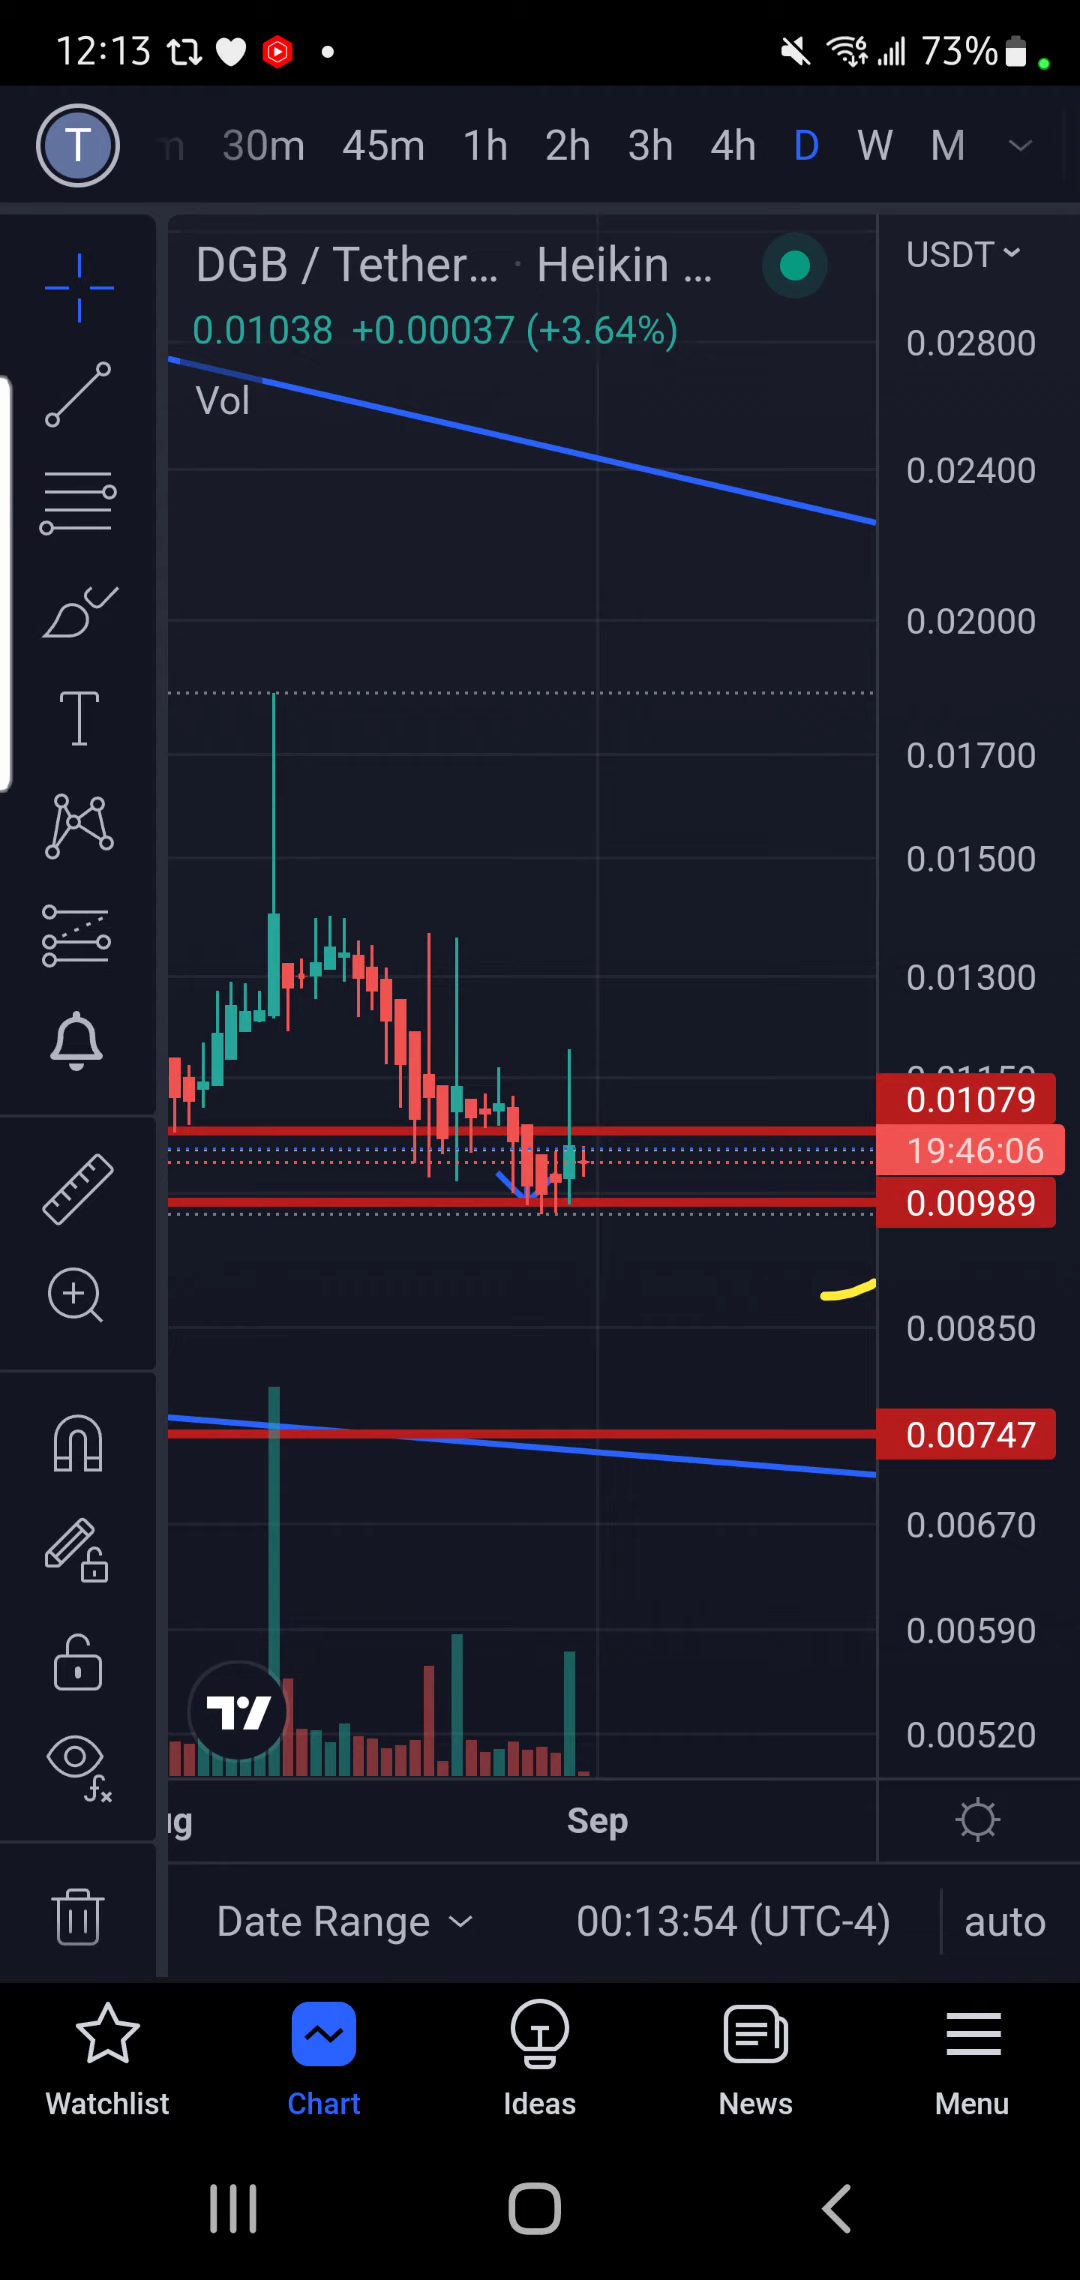 12:13 73%
T 30m 45m 1h 2h 3h 4h D W M
DGB / Tether... · Heikin ...
USDT
0.01038 +0.00037 (+3.64%)
Vol
0.02800
0.02400
0.02000
0.01700
0.01500
0.01300
0.01150
0.01079
19:46:06
0.00989
0.00850
0.00747
0.00670
0.00590
0.00520
ug Sep
Date Range 00:13:54 (UTC-4) auto
Watchlist Chart Ideas News Menu